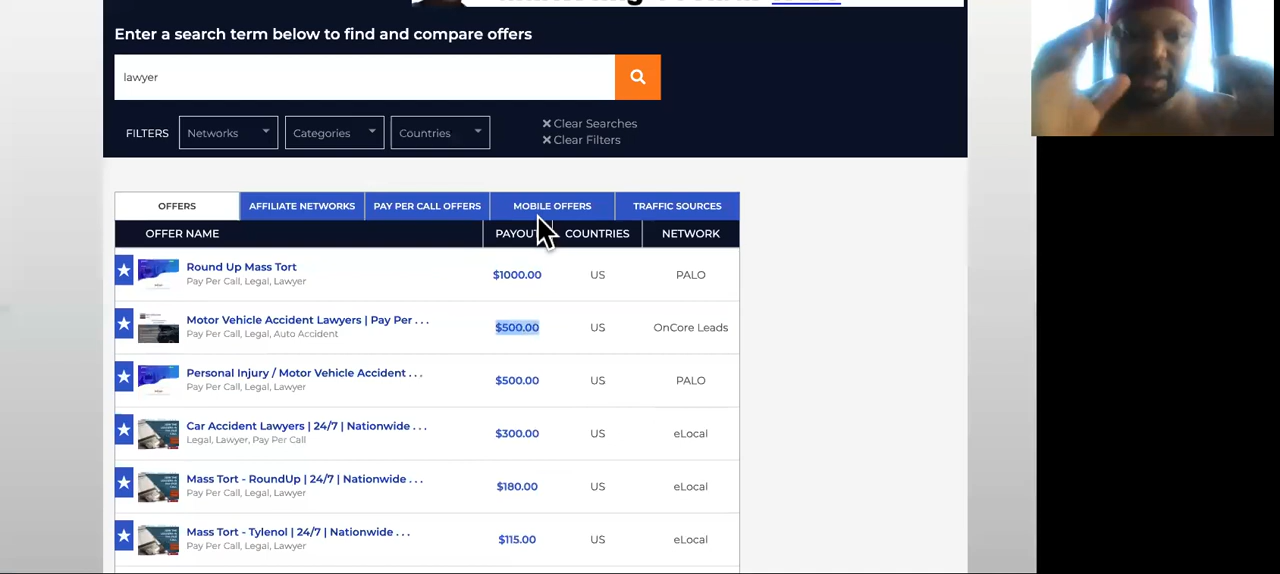 Enter a search term below to find and compare offers
lawyer
FILTERS Networks Categories Countries
Clear Searches
Clear Filters
OFFERS AFFILIATE NETWORKS PAY PER CALL OFFERS MOBILE OFFERS TRAFFIC SOURCES
OFFER NAME PAYOUT COUNTRIES NETWORK
Round Up Mass Tort $1000.00 US PALO
Pay Per Call, Legal, Lawyer
Motor Vehicle Accident Lawyers | Pay Per . . . $500.00 US OnCore Leads
Pay Per Call, Legal, Auto Accident
Personal Injury / Motor Vehicle Accident . . . $500.00 US PALO
Pay Per Call, Legal, Lawyer
Car Accident Lawyers | 24/7 | Nationwide . . . $300.00 US eLocal
Legal, Lawyer, Pay Per Call
Mass Tort - RoundUp | 24/7 | Nationwide . . . $180.00 US eLocal
Pay Per Call, Legal, Lawyer
Mass Tort - Tylenol | 24/7 | Nationwide . . . $115.00 US eLocal
Pay Per Call, Legal, Lawyer